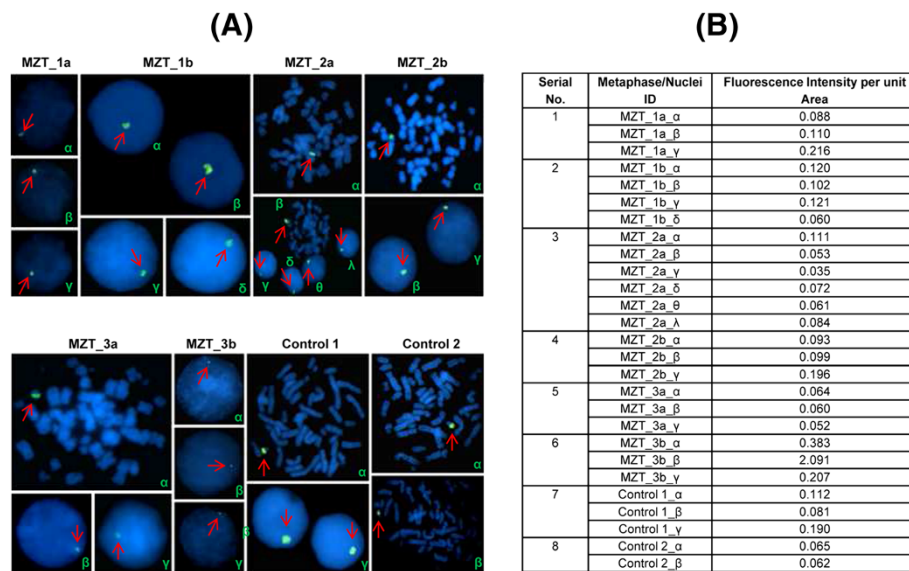 (A)
MZT_1a MZT_1b MZT_2a MZT_2b
α
β
γ
α
β
γ
δ
α
β
γ
δ
θ
λ
α
β
γ
MZT_3a MZT_3b Control 1 Control 2
α
β
γ
α
β
γ
α
β
γ
α
β
(B)
Serial No. Metaphase/Nuclei ID Fluorescence Intensity per unit Area
1 MZT_1a_α 0.088
MZT_1a_β 0.110
MZT_1a_γ 0.216
2 MZT_1b_α 0.120
MZT_1b_β 0.102
MZT_1b_γ 0.121
MZT_1b_δ 0.060
3 MZT_2a_α 0.111
MZT_2a_β 0.053
MZT_2a_γ 0.035
MZT_2a_δ 0.072
MZT_2a_θ 0.061
MZT_2a_λ 0.084
4 MZT_2b_α 0.093
MZT_2b_β 0.099
MZT_2b_γ 0.196
5 MZT_3a_α 0.064
MZT_3a_β 0.060
MZT_3a_γ 0.052
6 MZT_3b_α 0.383
MZT_3b_β 2.091
MZT_3b_γ 0.207
7 Control 1_α 0.112
Control 1_β 0.081
Control 1_γ 0.190
8 Control 2_α 0.065
Control 2_β 0.062